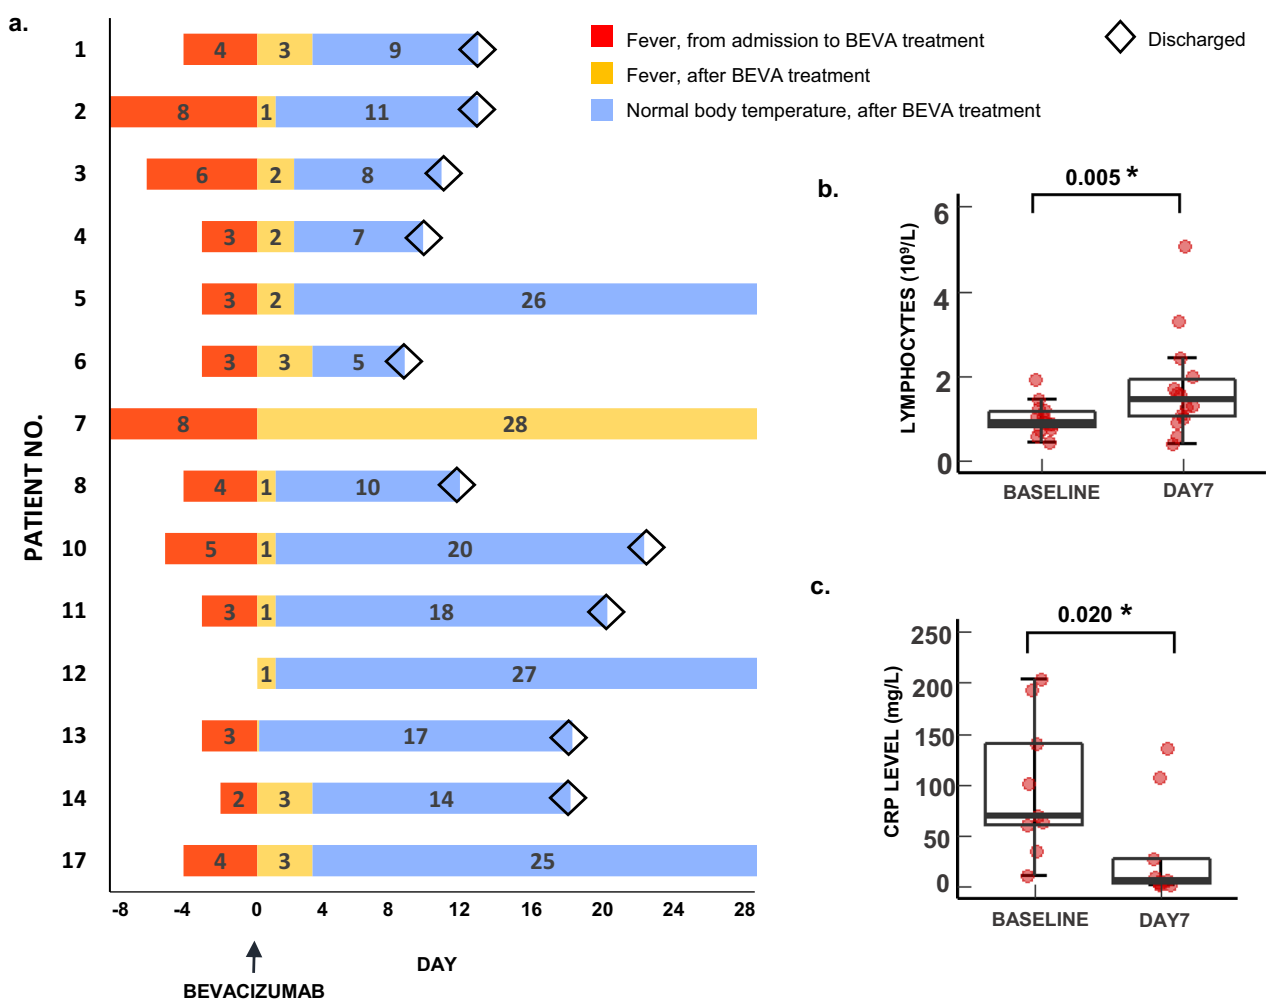 a.
Fever, from admission to BEVA treatment
Discharged
Fever, after BEVA treatment
Normal body temperature, after BEVA treatment
PATIENT NO.
1 4 3 9
2 8 1 11
3 6 2 8
4 3 2 7
5 3 2 26
6 3 3 5
7 8 28
8 4 1 10
10 5 1 20
11 3 1 18
12 1 27
13 3 17
14 2 3 14
17 4 3 25
-8 -4 0 4 8 12 16 20 24 28
DAY
BEVACIZUMAB
b.
0.005 *
LYMPHOCYTES (10⁹/L)
6
4
2
0
BASELINE DAY7
c.
0.020 *
CRP LEVEL (mg/L)
250
200
150
100
50
0
BASELINE DAY7